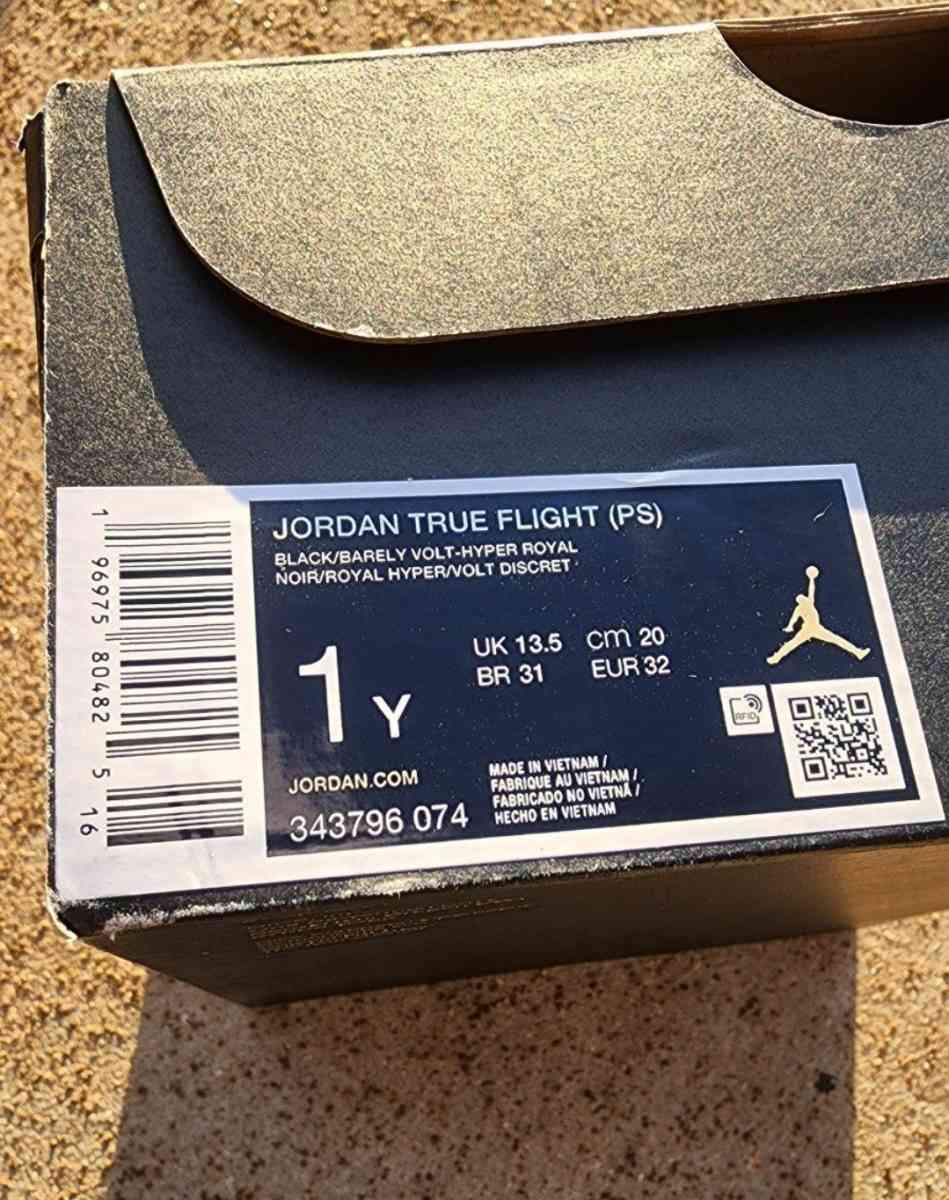 JORDAN TRUE FLIGHT (PS)
BLACK/BARELY VOLT-HYPER ROYAL
NOIR/ROYAL HYPER/VOLT DISCRET
1 Y
UK 13.5 cm 20
BR 31 EUR 32
JORDAN.COM
343796 074
MADE IN VIETNAM /
FABRIQUE AU VIETNAM /
FABRICADO NO VIETNÃ /
HECHO EN VIETNAM
RFID
1 96975 80482 5 16